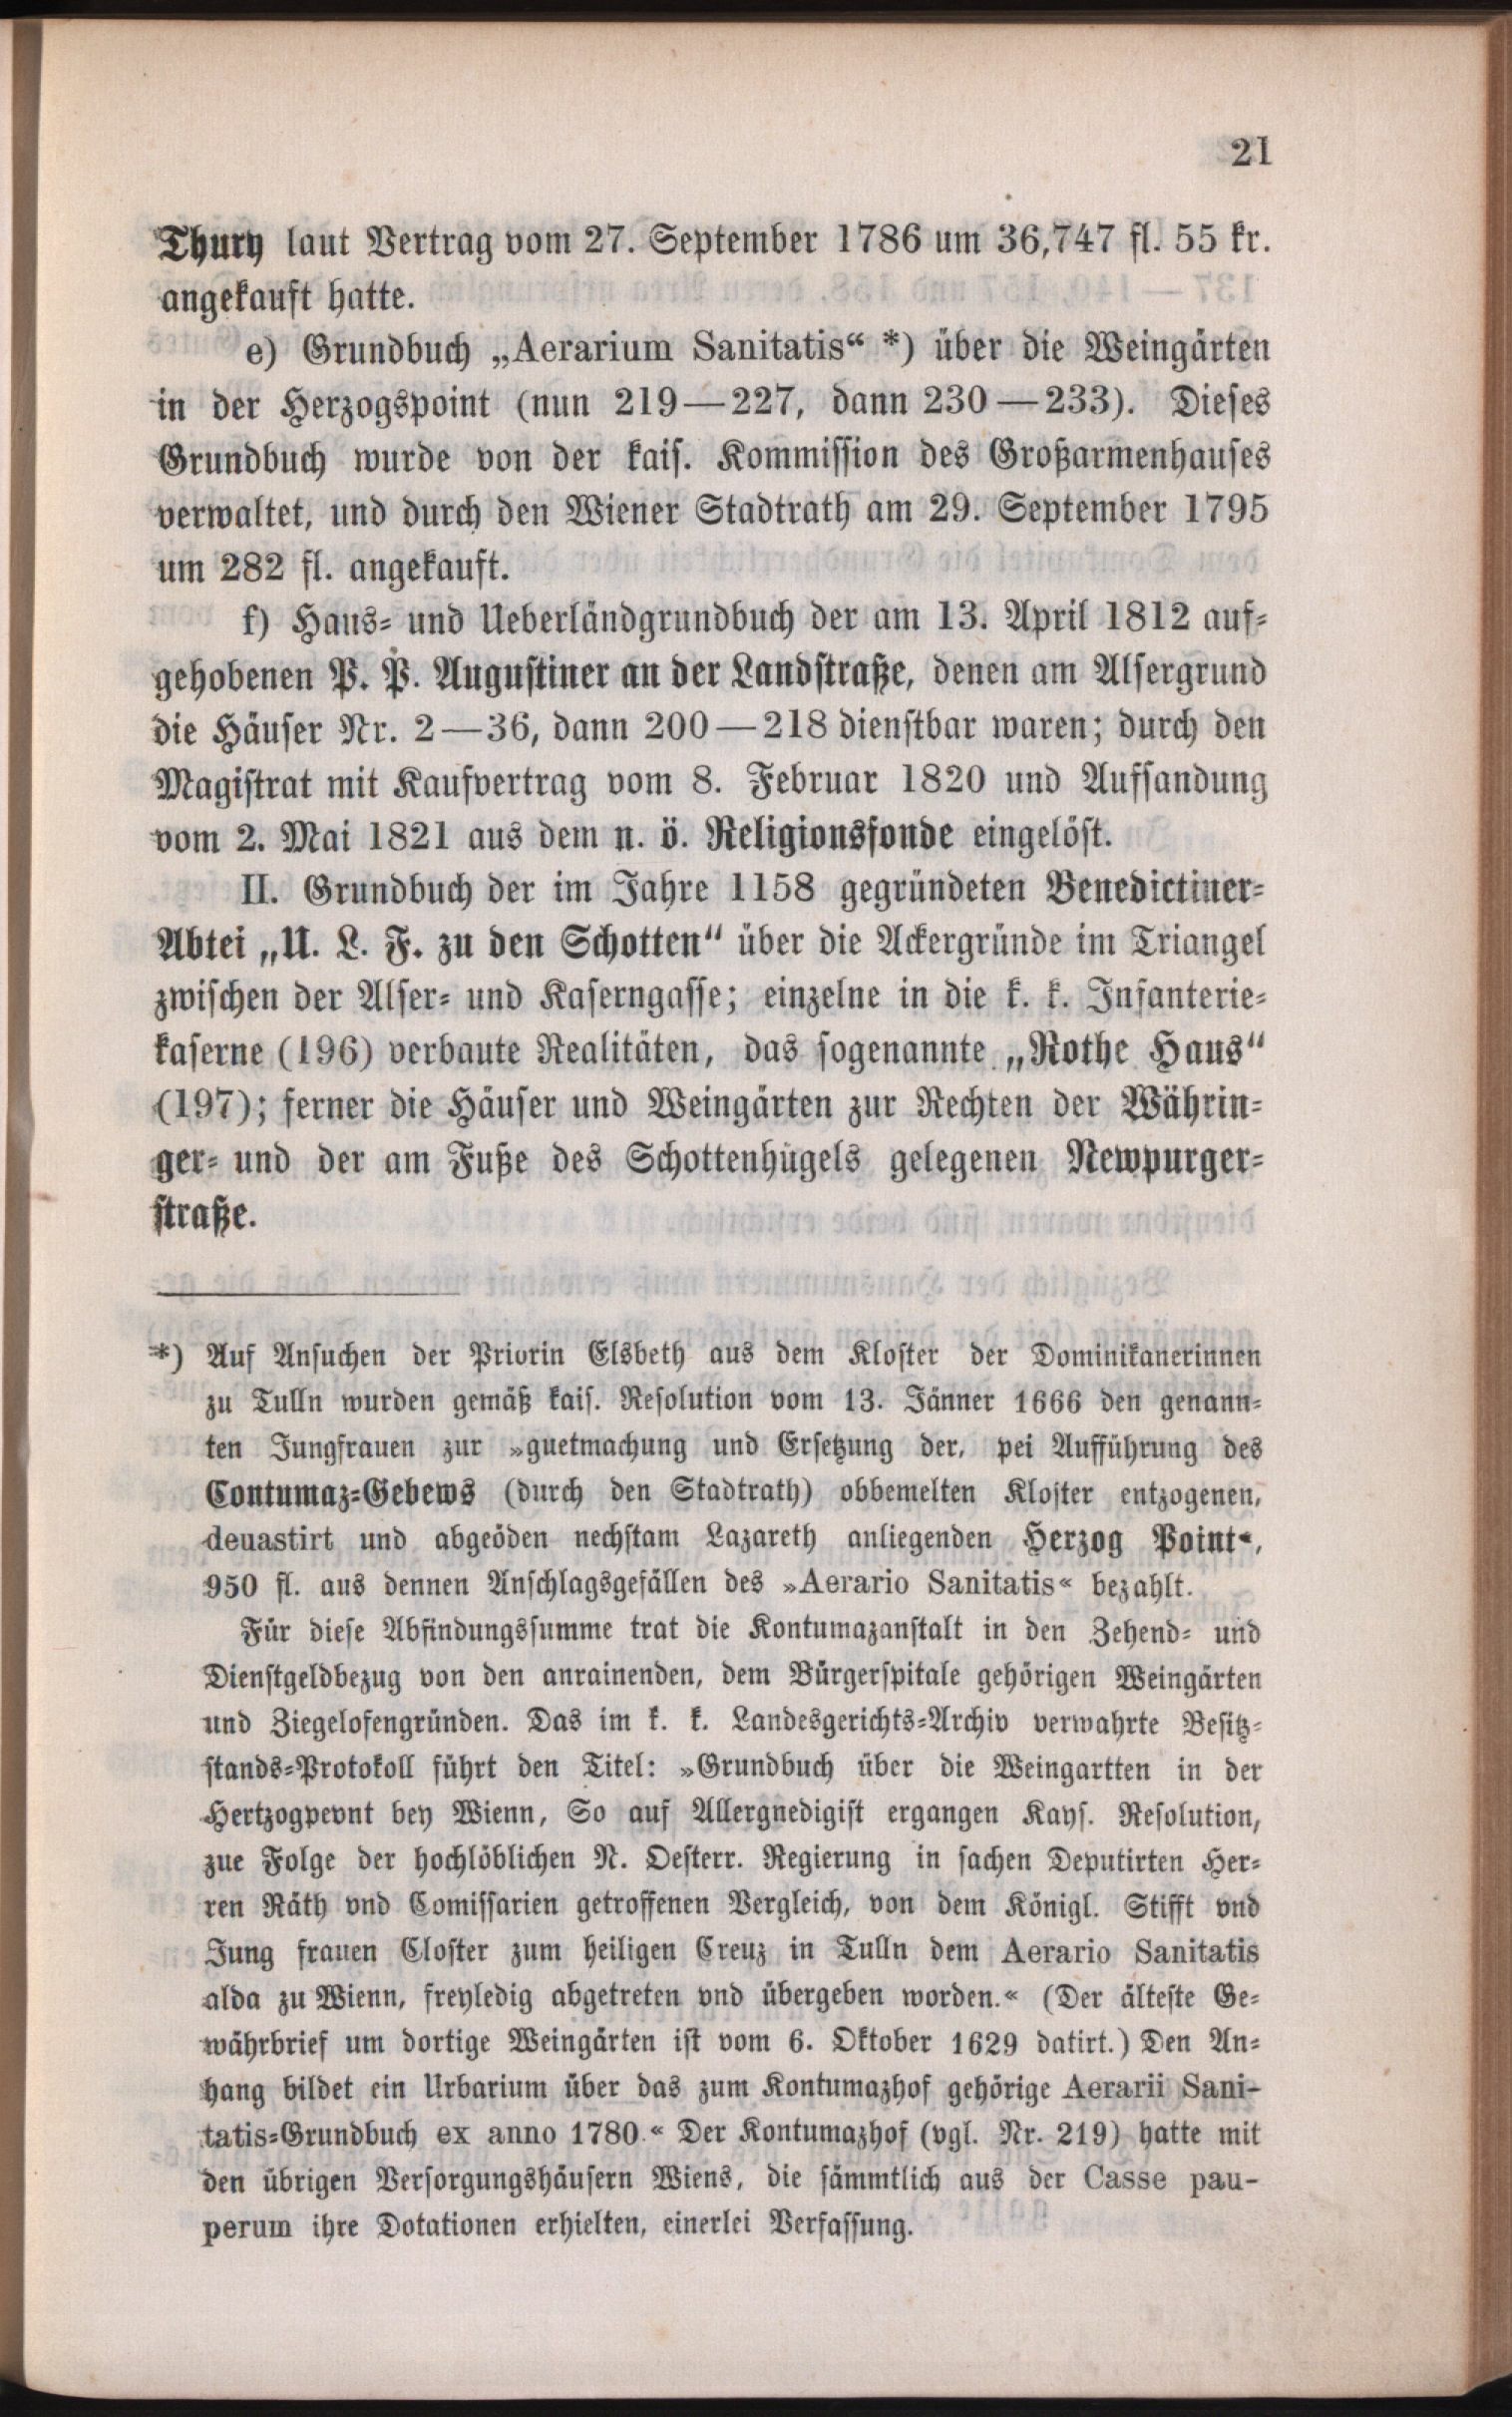 21
Thury laut Vertrag vom 27. September 1786 um 36,747 fl. 55 kr.
angekauft hatte.
e) Grundbuch „Aerarium Sanitatis“ *) über die Weingärten
in der Herzogspoint (nun 219—227, dann 230—233). Dieses
Grundbuch wurde von der kais. Kommission des Großarmenhauses
verwaltet, und durch den Wiener Stadtrath am 29. September 1795
um 282 fl. angekauft.
f) Haus- und Ueberländgrundbuch der am 13. April 1812 auf-
gehobenen P. P. Augustiner an der Landstraße, denen am Alsergrund
die Häuser Nr. 2—36, dann 200—218 dienstbar waren; durch den
Magistrat mit Kaufvertrag vom 8. Februar 1820 und Aufsandung
vom 2. Mai 1821 aus dem n. ö. Religionsfonde eingelöst.
II. Grundbuch der im Jahre 1158 gegründeten Benedictiner-
Abtei „U. L. F. zu den Schotten“ über die Ackergründe im Triangel
zwischen der Alser- und Kaserngasse; einzelne in die k. k. Infanterie-
kaserne (196) verbaute Realitäten, das sogenannte „Rothe Haus“
(197); ferner die Häuser und Weingärten zur Rechten der Währin-
ger- und der am Fuße des Schottenhügels gelegenen Newpurger-
straße.
*) Auf Ansuchen der Priorin Elsbeth aus dem Kloster der Dominikanerinnen
zu Tulln wurden gemäß kais. Resolution vom 13. Jänner 1666 den genann-
ten Jungfrauen zur »guetmachung und Ersetzung der, pei Aufführung des
Contumaz-Gebews (durch den Stadtrath) obbemelten Kloster entzogenen,
deuastirt und abgeöden nechstam Lazareth anliegenden Herzog Point«,
950 fl. aus dennen Anschlagsgefällen des »Aerario Sanitatis« bezahlt.
Für diese Abfindungssumme trat die Kontumazanstalt in den Zehend- und
Dienstgeldbezug von den anrainenden, dem Bürgerspitale gehörigen Weingärten
und Ziegelofengründen. Das im k. k. Landesgerichts-Archiv verwahrte Besitz-
stands-Protokoll führt den Titel: »Grundbuch über die Weingartten in der
Hertzogpevnt bey Wienn, So auf Allergnedigist ergangen Kays. Resolution,
zue Folge der hochlöblichen N. Oesterr. Regierung in sachen Deputirten Her-
ren Räth vnd Comissarien getroffenen Vergleich, von dem Königl. Stifft vnd
Jung frauen Closter zum heiligen Creuz in Tulln dem Aerario Sanitatis
alda zu Wienn, freyledig abgetreten vnd übergeben worden.« (Der älteste Ge-
währbrief um dortige Weingärten ist vom 6. Oktober 1629 datirt.) Den An-
hang bildet ein Urbarium über das zum Kontumazhof gehörige Aerarii Sani-
tatis-Grundbuch ex anno 1780.« Der Kontumazhof (vgl. Nr. 219) hatte mit
den übrigen Versorgungshäusern Wiens, die sämmtlich aus der Casse pau-
perum ihre Dotationen erhielten, einerlei Verfassung.